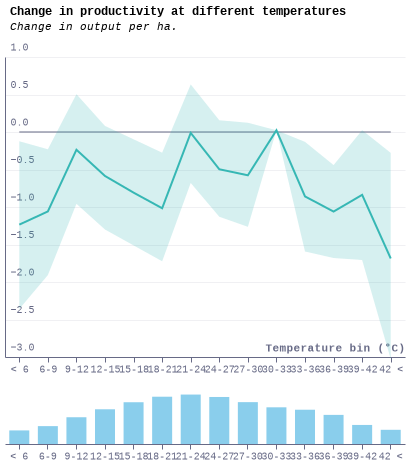 Change in productivity at different temperatures
Change in output per ha.
1.0
0.5
0.0
−0.5
−1.0
−1.5
−2.0
−2.5
−3.0
Temperature bin (°C)
< 6 6-9 9-12 12-15 15-18 18-21 21-24 24-27 27-30 30-33 33-36 36-39 39-42 42 <
< 6 6-9 9-12 12-15 15-18 18-21 21-24 24-27 27-30 30-33 33-36 36-39 39-42 42 <